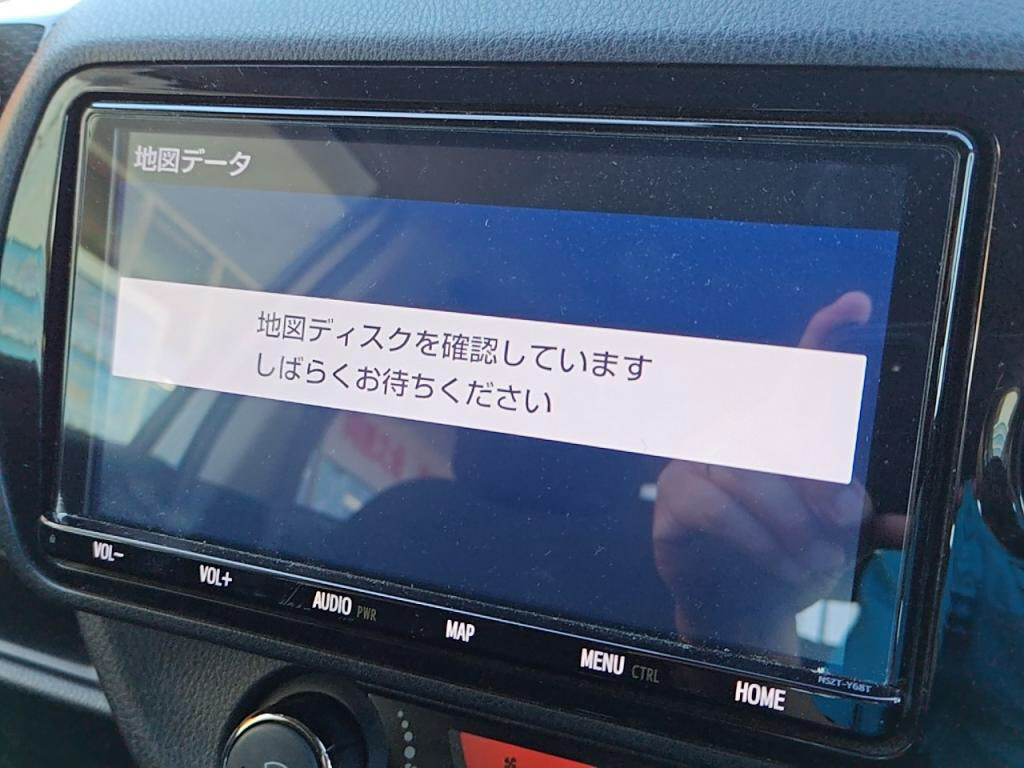 地図データ
地図ディスクを確認しています
しばらくお待ちください
VOL-
VOL+
AUDIO PWR
MAP
MENU CTRL
HOME
NSZT-Y68T